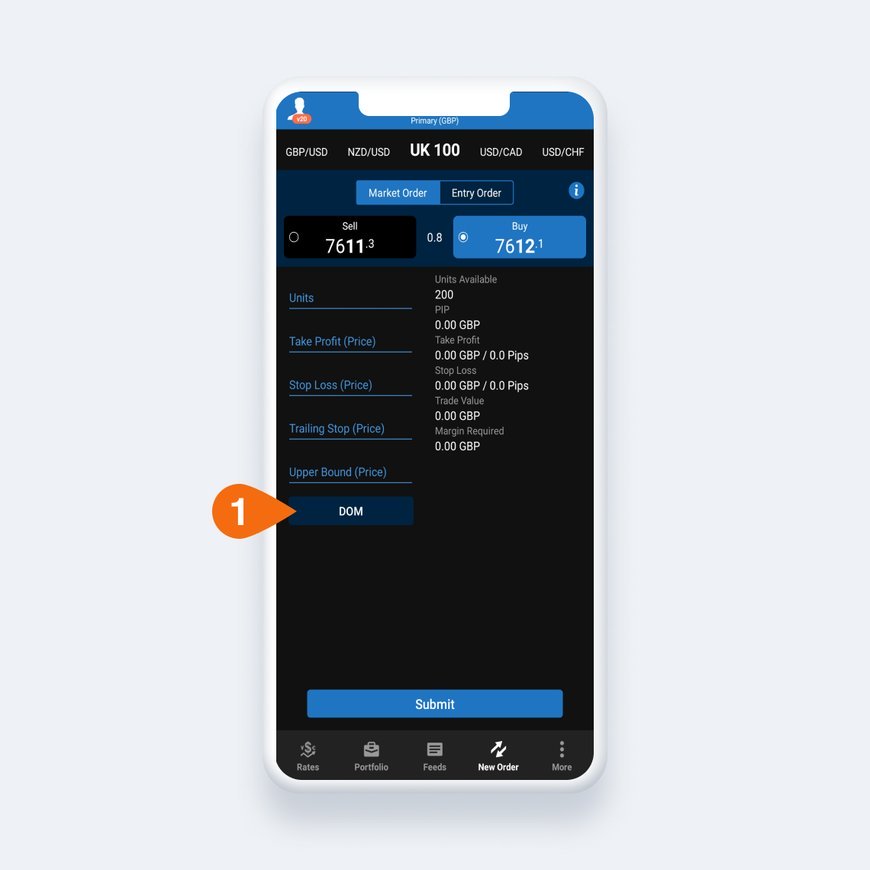 v20
Primary (GBP)
GBP/USD NZD/USD UK 100 USD/CAD USD/CHF
Market Order Entry Order
i
Sell
7611.3
0.8
Buy
7612.1
Units
Take Profit (Price)
Stop Loss (Price)
Trailing Stop (Price)
Upper Bound (Price)
Units Available
200
PIP
0.00 GBP
Take Profit
0.00 GBP / 0.0 Pips
Stop Loss
0.00 GBP / 0.0 Pips
Trade Value
0.00 GBP
Margin Required
0.00 GBP
1
DOM
Submit
Rates Portfolio Feeds New Order More